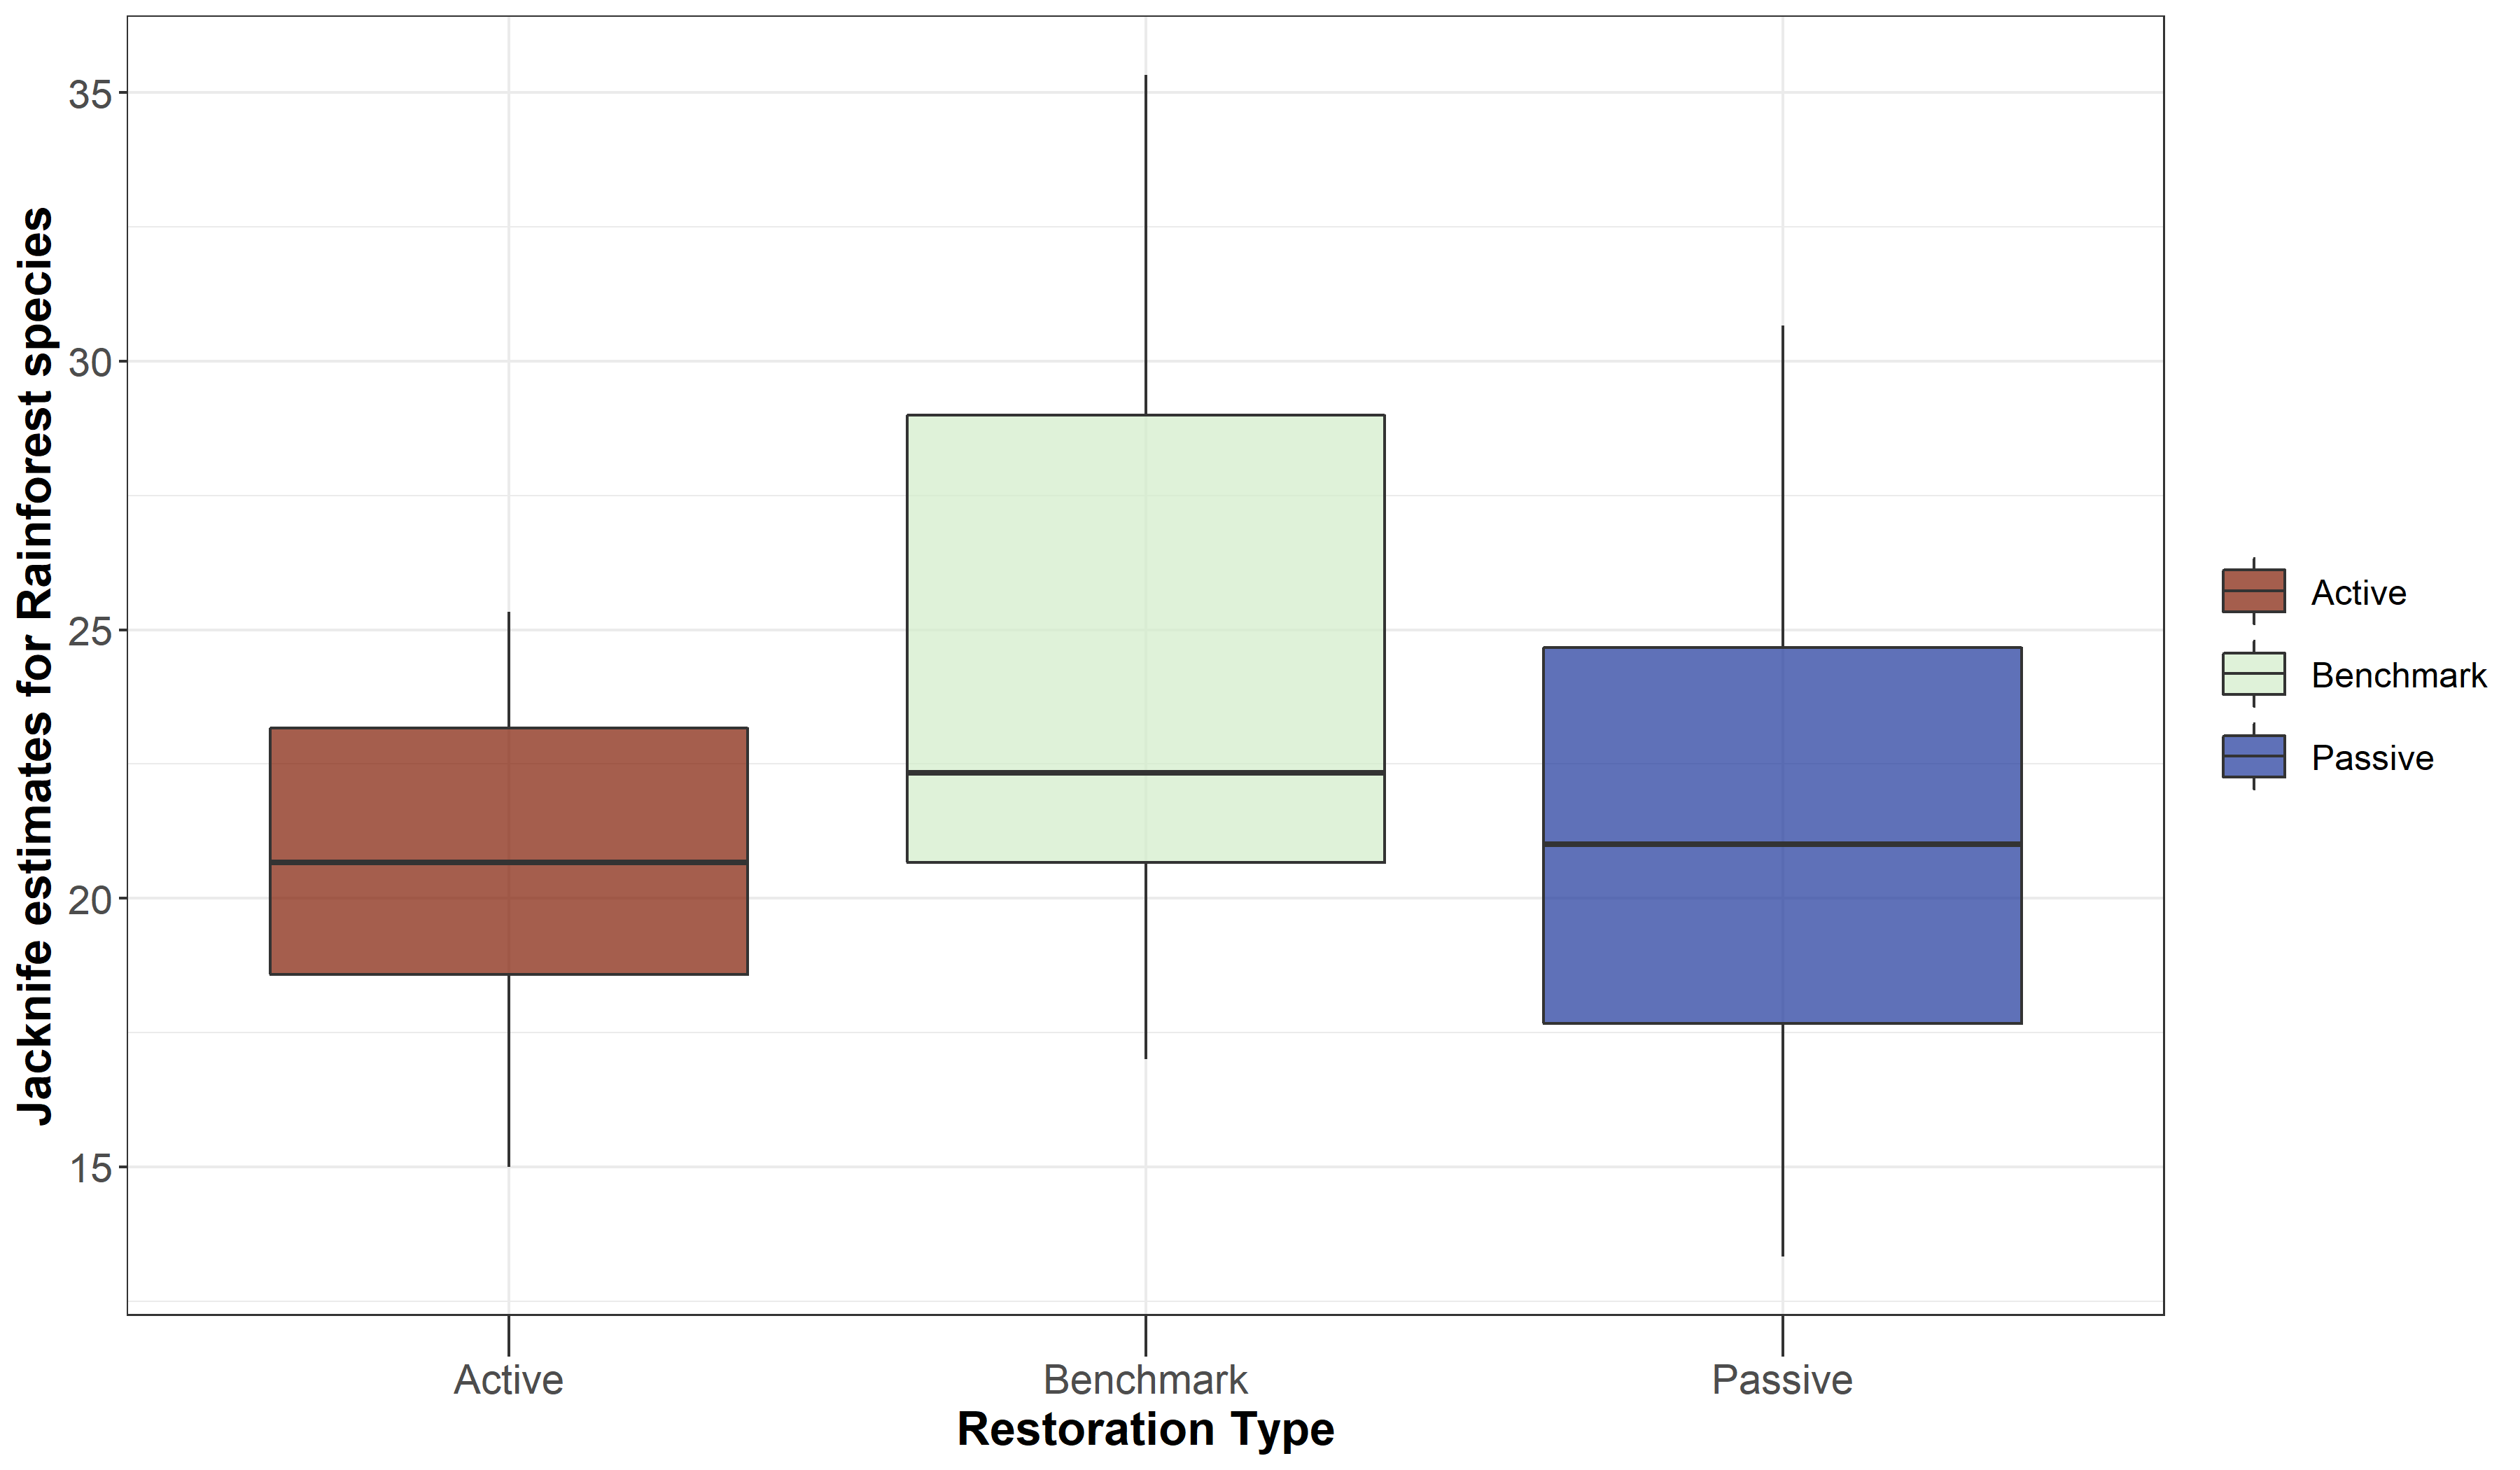 Jacknife estimates for Rainforest species
35
30
25
20
15
Active
Benchmark
Passive
Restoration Type
Active
Benchmark
Passive